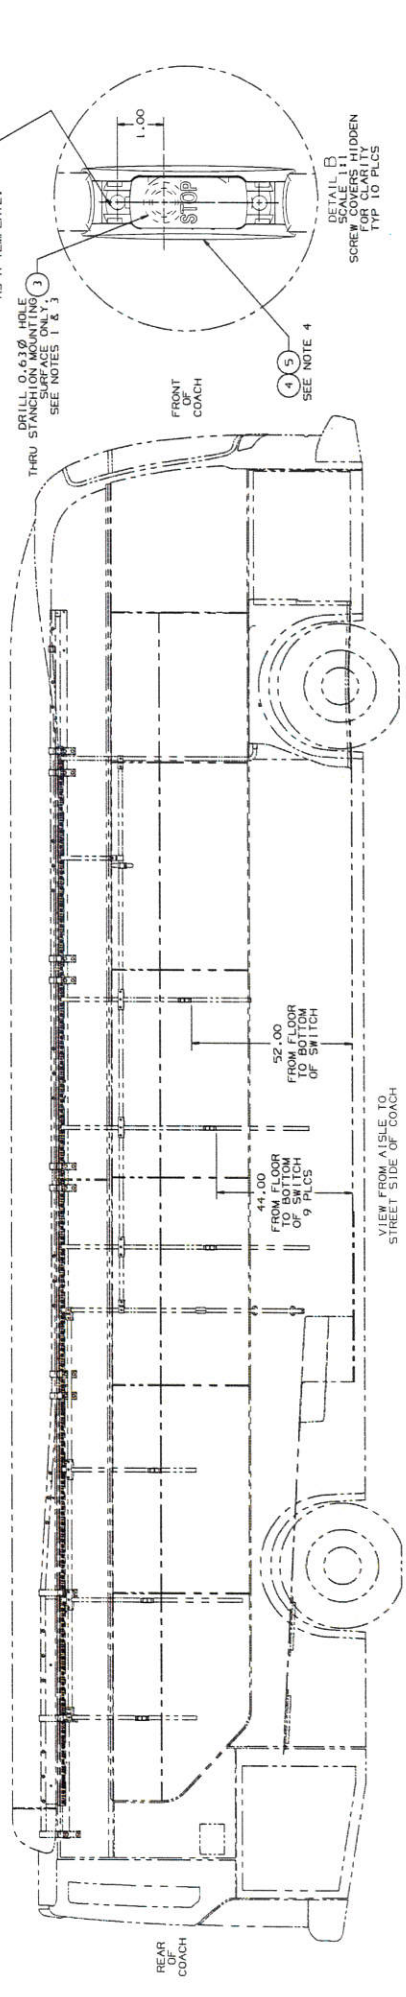 AS A TEMPLATE.
DRILL 0.63Ø HOLE
THRU STANCHION MOUNTING
SURFACE ONLY.
SEE NOTES 1 & 3
3
1.00
STOP
DETAIL B
SCALE 1:1
SCREW COVERS HIDDEN
FOR CLARITY
TYP 10 PLCS
4 5
SEE NOTE 4
FRONT
OF
COACH
52.00
FROM FLOOR
TO BOTTOM
OF SWITCH
44.00
FROM FLOOR
TO BOTTOM
OF SWITCH
9 PLCS
VIEW FROM AISLE TO
STREET SIDE OF COACH
REAR
OF
COACH